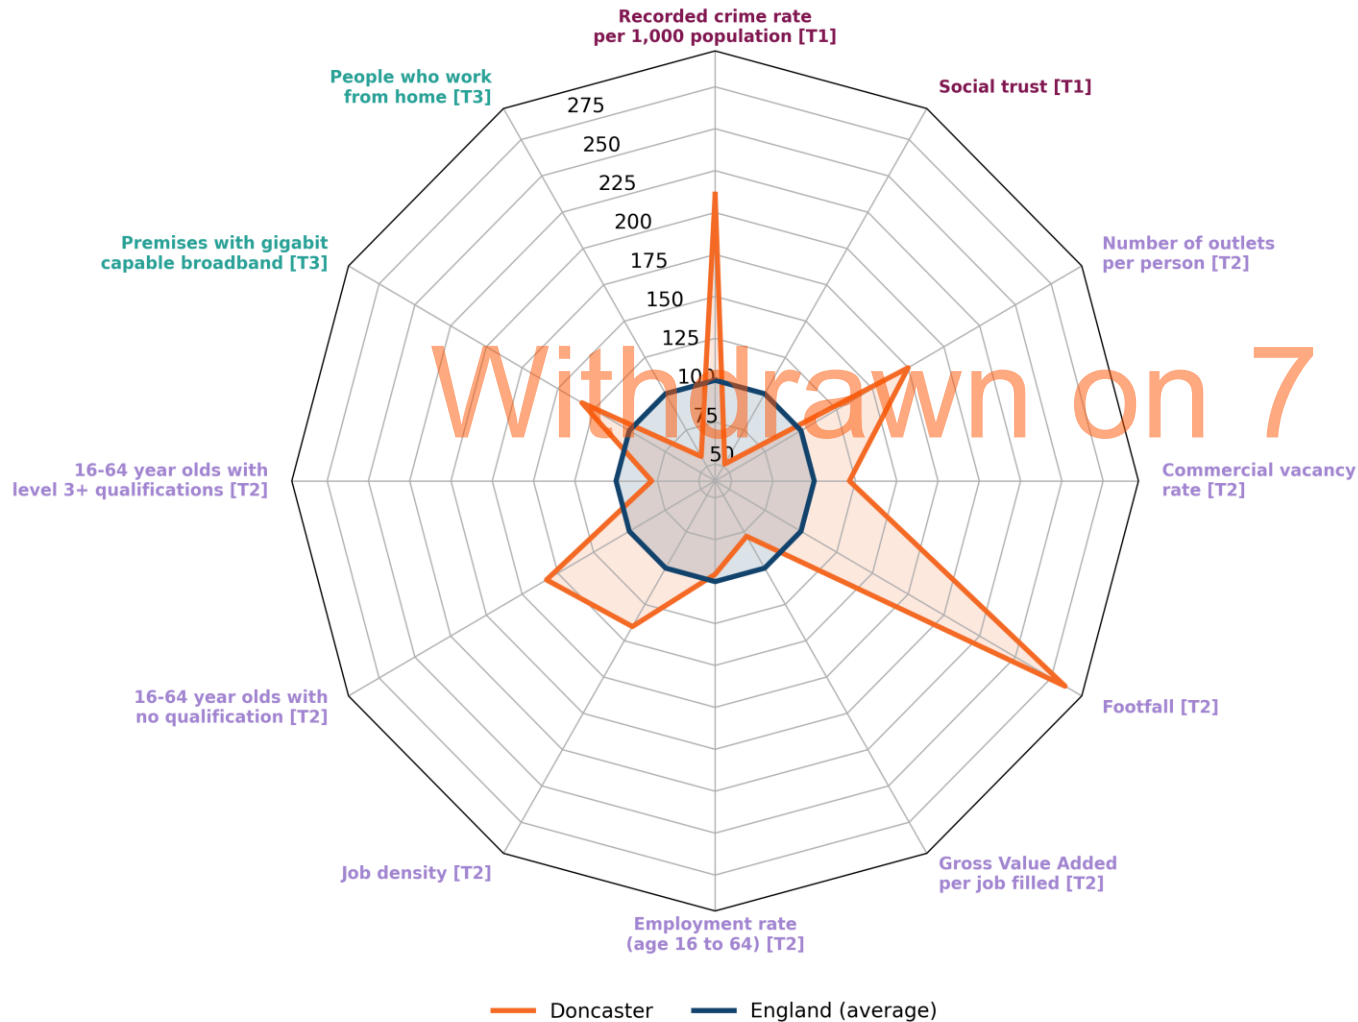 Recorded crime rate
per 1,000 population [T1]
People who work
from home [T3]
Social trust [T1]
275
250
225
200
175
150
125
100
75
50
Premises with gigabit
capable broadband [T3]
Number of outlets
per person [T2]
Withdrawn on 7
16-64 year olds with
level 3+ qualifications [T2]
Commercial vacancy
rate [T2]
16-64 year olds with
no qualification [T2]
Footfall [T2]
Job density [T2]
Gross Value Added
per job filled [T2]
Employment rate
(age 16 to 64) [T2]
Doncaster
England (average)